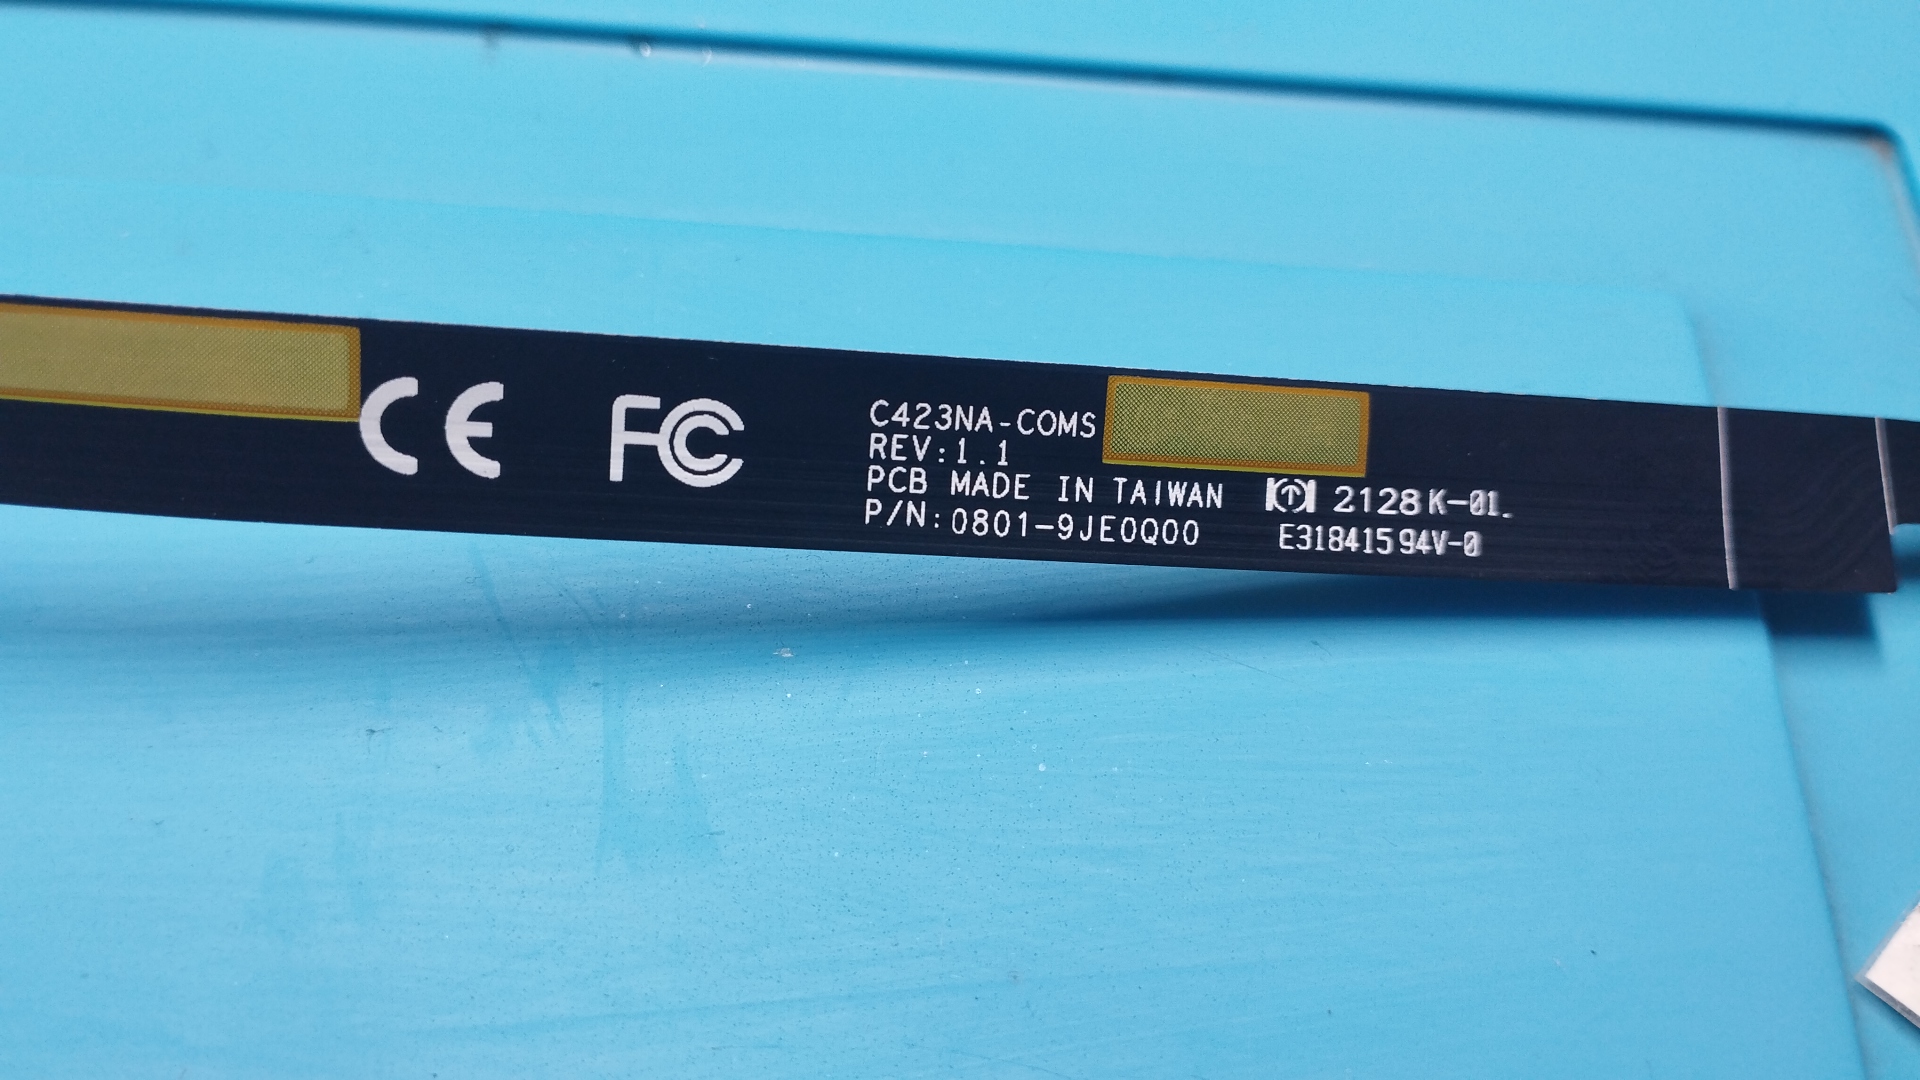 CE FC C423NA-COMS
REV:1.1
PCB MADE IN TAIWAN 2128 K-01.
P/N:0801-9JE0Q00 E318415 94V-0